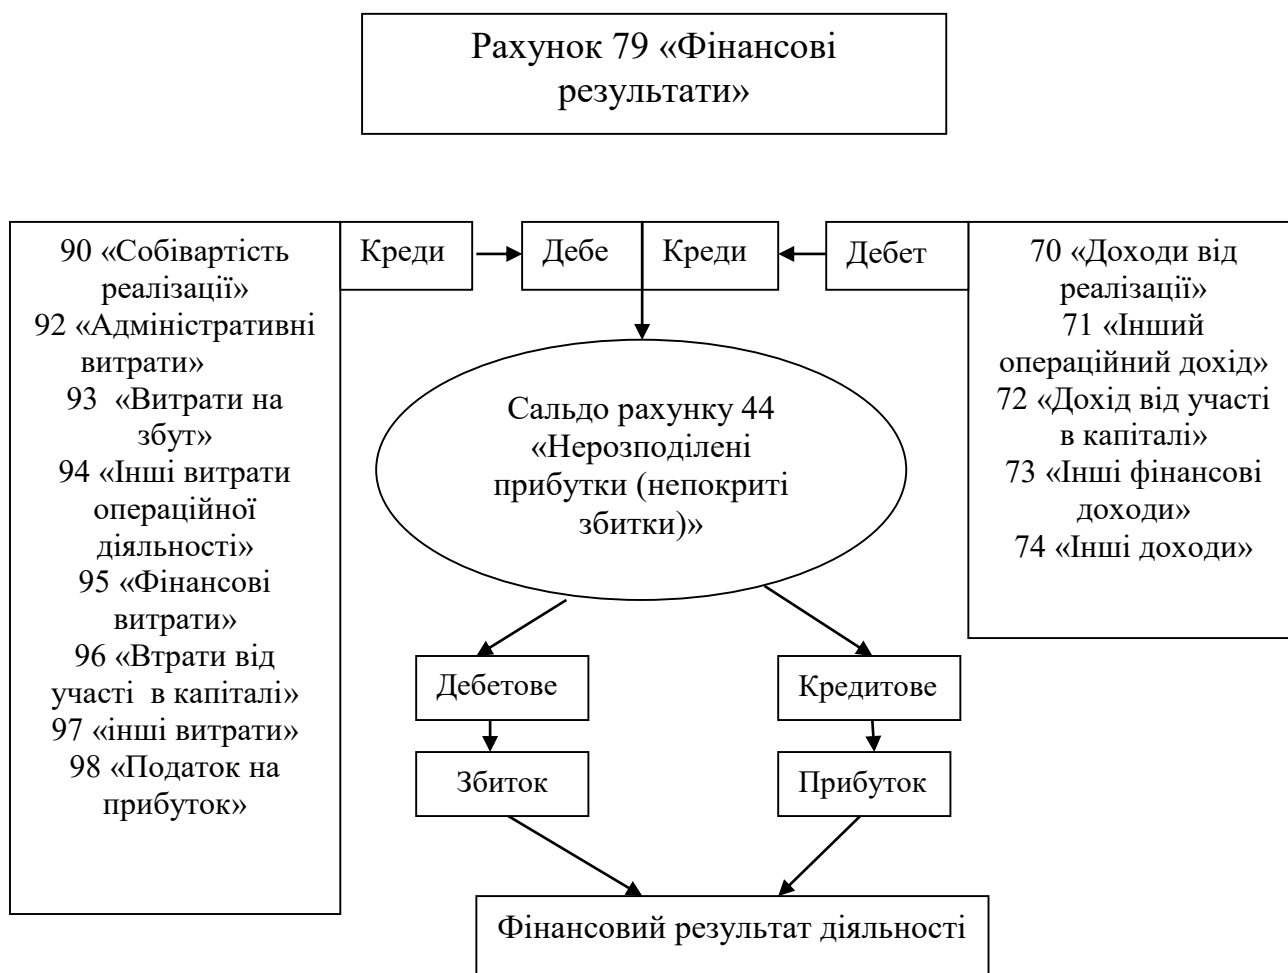 Рахунок 79 «Фінансові
результати»
90 «Собівартість
реалізації»
92 «Адміністративні
витрати»
93 «Витрати на
збут»
94 «Інші витрати
операційної
діяльності»
95 «Фінансові
витрати»
96 «Втрати від
участі в капіталі»
97 «інші витрати»
98 «Податок на
прибуток»
Креди
Дебе
Креди
Дебет
70 «Доходи від
реалізації»
71 «Інший
операційний дохід»
72 «Дохід від участі
в капіталі»
73 «Інші фінансові
доходи»
74 «Інші доходи»
Сальдо рахунку 44
«Нерозподілені
прибутки (непокриті
збитки)»
Дебетове
Кредитове
Збиток
Прибуток
Фінансовий результат діяльності